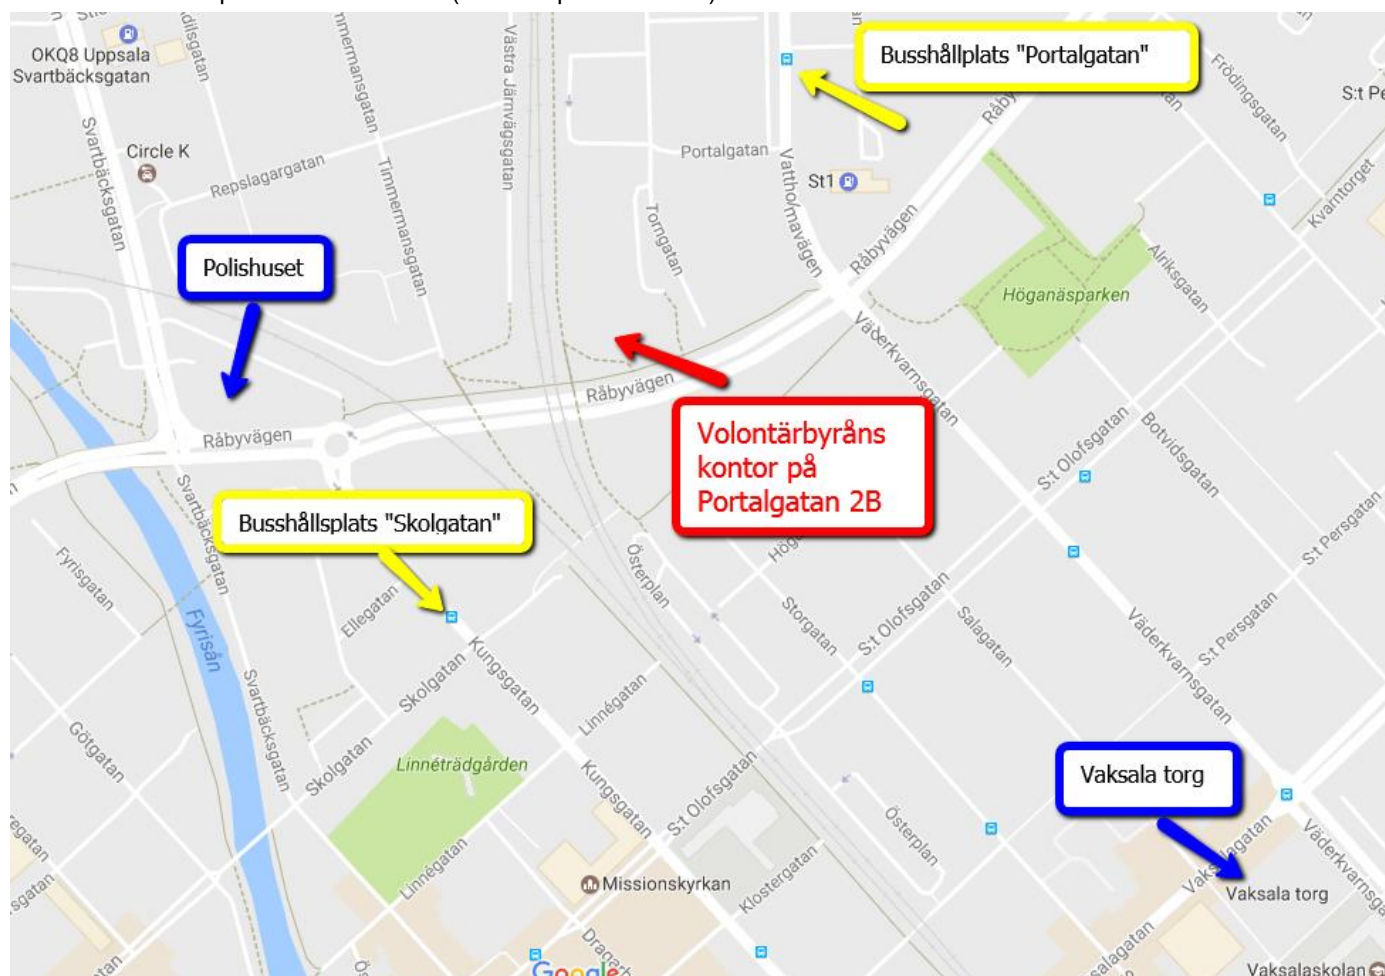 OKQ8 Uppsala
Svartbäcksgatan
Busshållplats "Portalgatan"
Frödingsgatan
S:t Pe
Västra Järnvägsgatan
Circle K
Repslagargatan
Svartbäcksgatan
Timmermansgatan
Portalgatan
St1
Vattholmavägen
Råbyvägen
Kvarntorget
Torngatan
Alriksgatan
Höganäsparken
Polishuset
Väderkvarnsgatan
Råbyvägen
Råbyvägen
Volontärbyråns
kontor på
Portalgatan 2B
S:t Olofsgatan
Botvidsgatan
S:t Persgatan
Busshållsplats "Skolgatan"
Svartbäcksgatan
Fyrisgatan
Fyrisån
Ellegatan
Österplan
Storgatan
S:t Olofsgatan
Salagatan
Väderkvarnsgatan
S:t Persgatan
Kungsgatan
Skolgatan
Linnégatan
Svartbäcksgatan
Götgatan
Skolgatan
Linnéträdgården
Kungsgatan
S:t Olofsgatan
Österplan
Vaksala torg
Väderkvarnsgatan
Linnégatan
Missionskyrkan
Klostergatan
Vaksala torg
Google
Vaksalaskolan